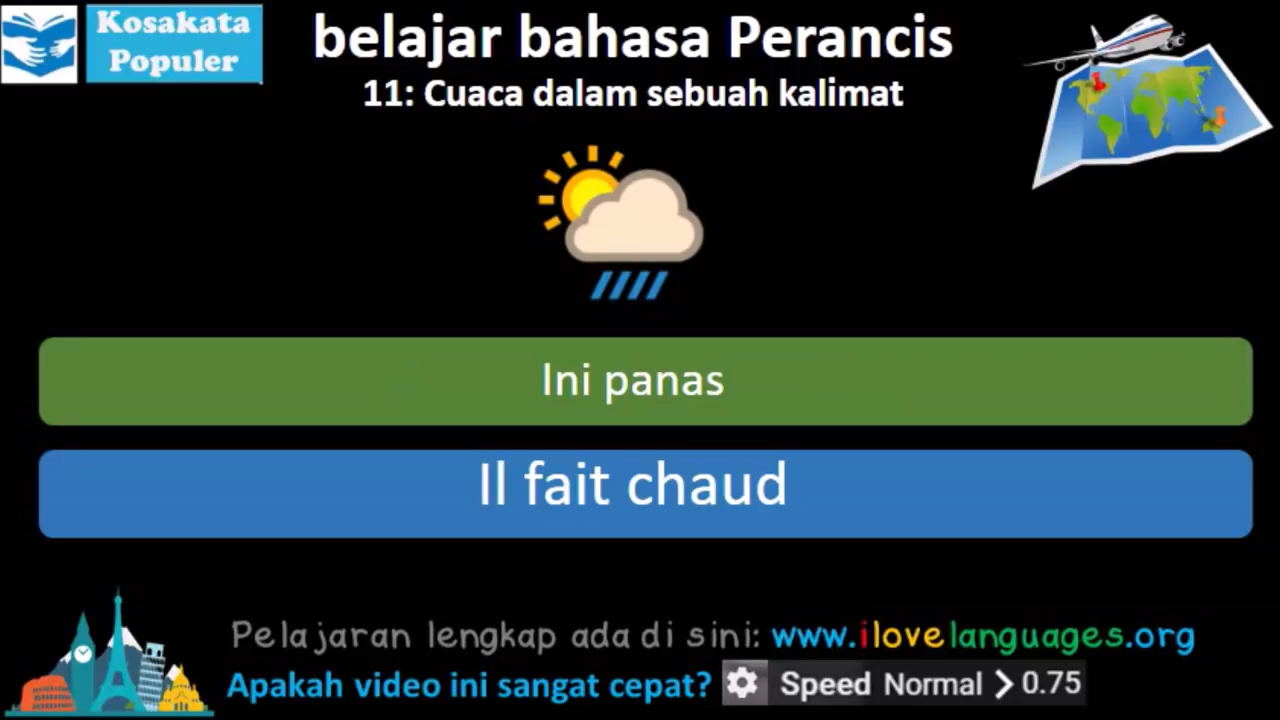 Kosakata
Populer
belajar bahasa Perancis
11: Cuaca dalam sebuah kalimat
Ini panas
Il fait chaud
Pelajaran lengkap ada di sini: www.ilovelanguages.org
Apakah video ini sangat cepat? Speed Normal > 0.75